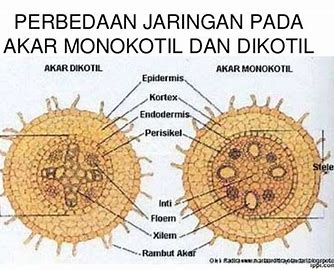 PERBEDAAN JARINGAN PADA
AKAR MONOKOTIL DAN DIKOTIL
AKAR DIKOTIL
AKAR MONOKOTIL
Epidermis
Kortex
Endodermis
Perisikel
Stele
Inti
Floem
Xilem
Rambut Akar
Oleh